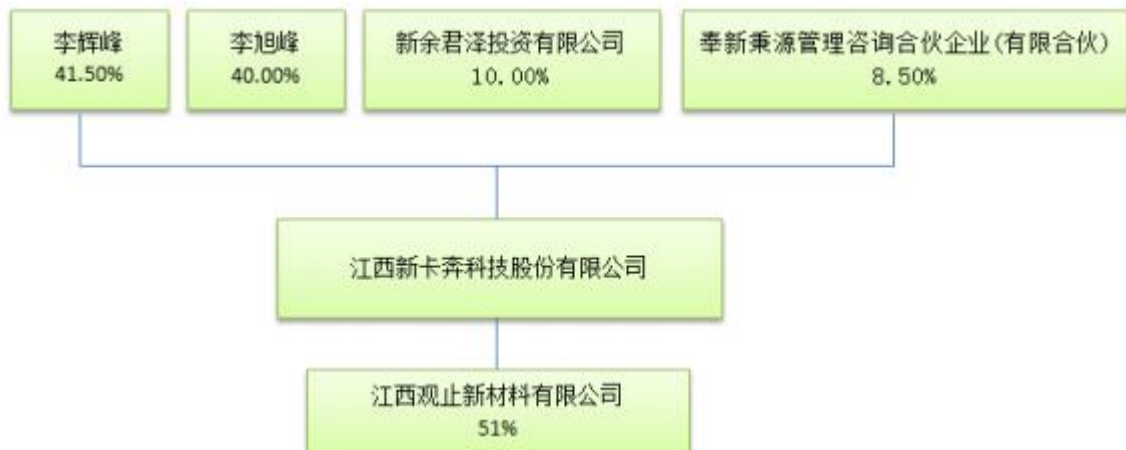 李辉峰
41.50%
李旭峰
40.00%
新余君泽投资有限公司
10.00%
奉新秉源管理咨询合伙企业(有限合伙)
8.50%
江西新卡奔科技股份有限公司
江西观止新材料有限公司
51%